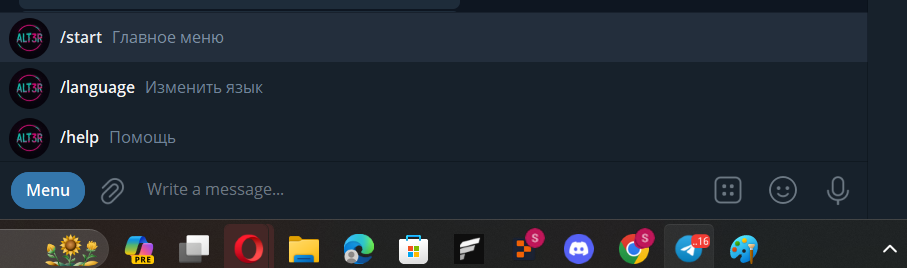 ALT3R /start Главное меню
ALT3R /language Изменить язык
ALT3R /help Помощь
Menu Write a message...
PRE S S ..16